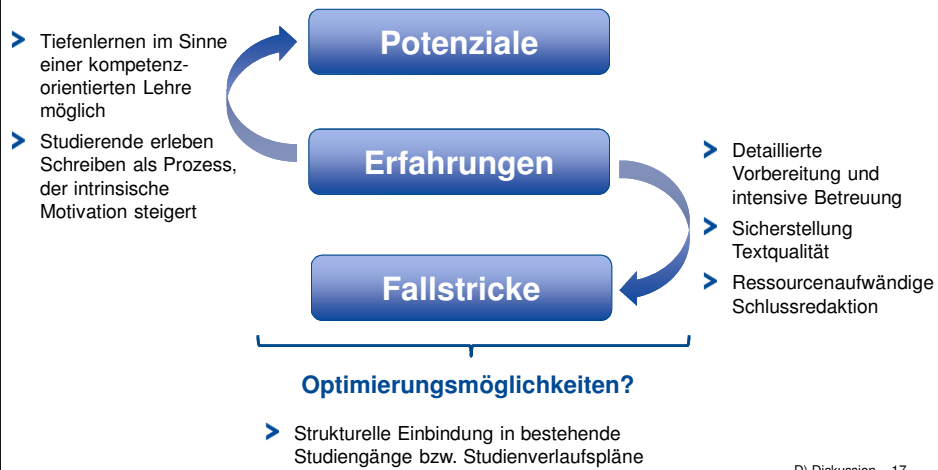 Potenziale
Tiefenlernen im Sinne
einer kompetenz-
orientierten Lehre
möglich
Studierende erleben
Schreiben als Prozess,
der intrinsische
Motivation steigert
Erfahrungen
Detaillierte
Vorbereitung und
intensive Betreuung
Sicherstellung
Textqualität
Ressourcenaufwändige
Schlussredaktion
Fallstricke
Optimierungsmöglichkeiten?
Strukturelle Einbindung in bestehende
Studiengänge bzw. Studienverlaufspläne
D) Diskussion 17